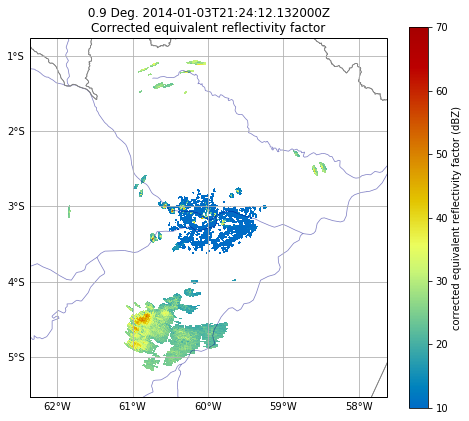 0.9 Deg. 2014-01-03T21:24:12.132000Z
Corrected equivalent reflectivity factor
1°S
2°S
3°S
4°S
5°S
62°W 61°W 60°W 59°W 58°W
70
60
50
40
30
20
10
corrected equivalent reflectivity factor (dBZ)